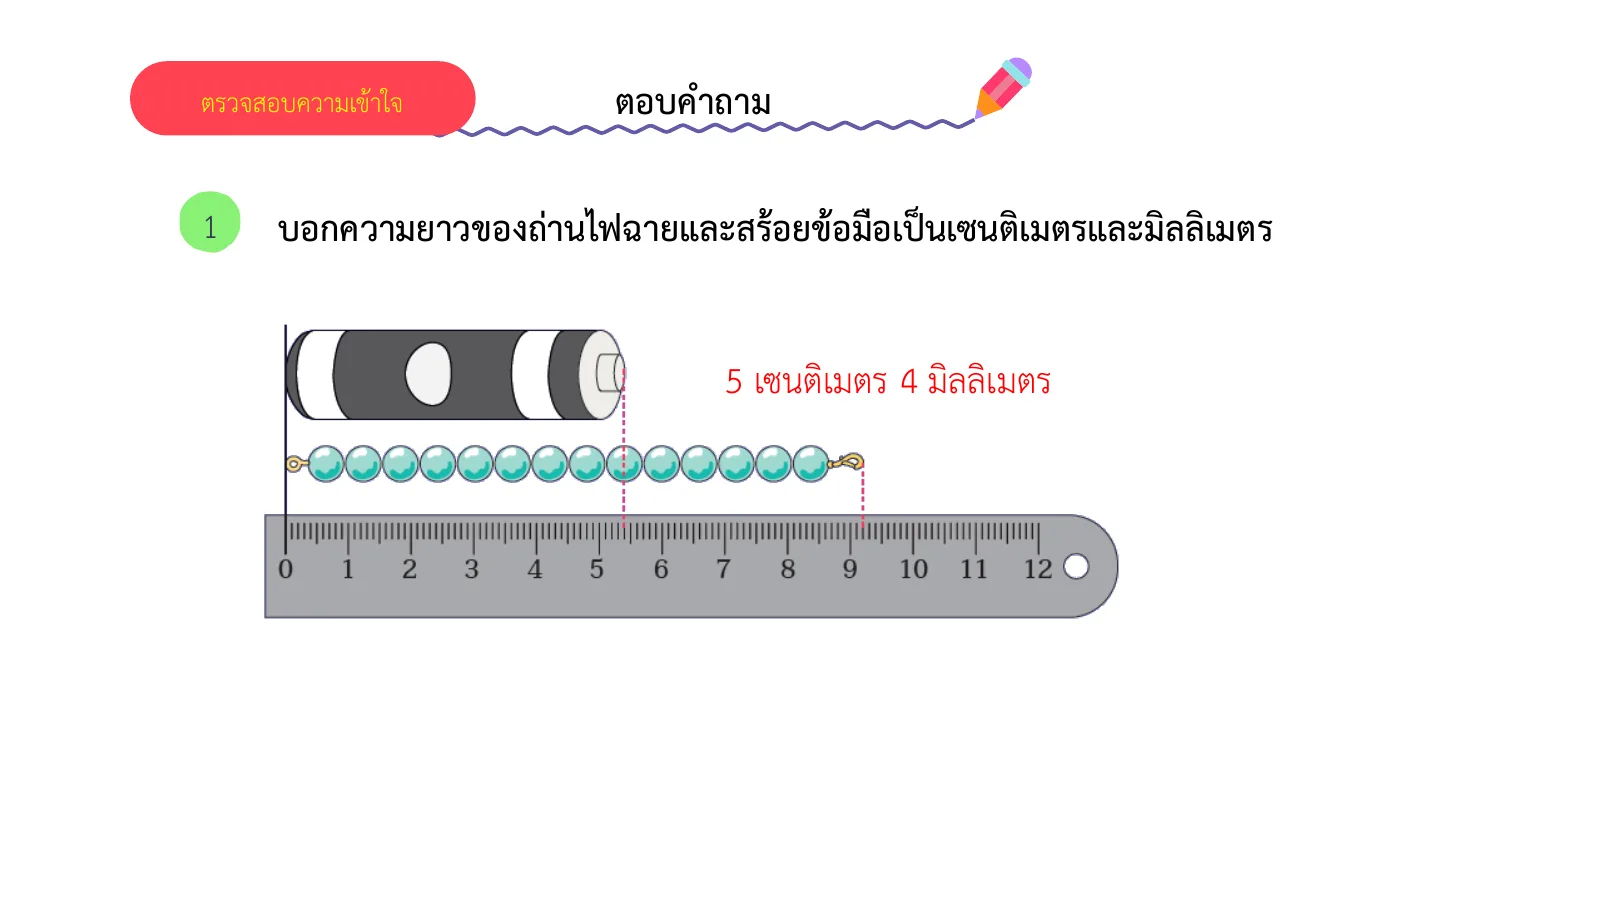 ตรวจสอบความเข้าใจ
ตอบคำถาม
1
บอกความยาวของถ่านไฟฉายและสร้อยข้อมือเป็นเซนติเมตรและมิลลิเมตร
5 เซนติเมตร 4 มิลลิเมตร
0 1 2 3 4 5 6 7 8 9 10 11 12